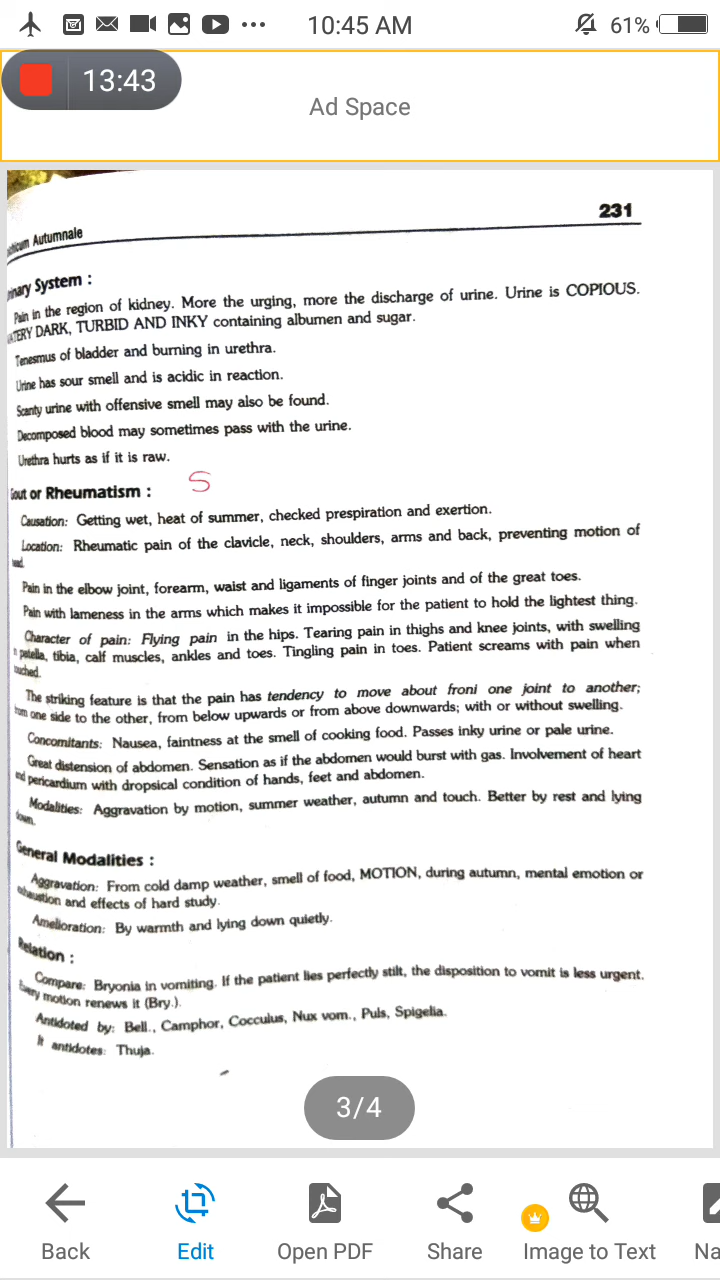 10:45 AM
61%
13:43
Ad Space
231
Autumnale
System :
Pain in the region of kidney. More the urging, more the discharge of urine. Urine is COPIOUS.
DARK, TURBID AND INKY containing albumen and sugar.
Tenesmus of bladder and burning in urethra.
Urine has sour smell and is acidic in reaction.
Scanty urine with offensive smell may also be found.
Decomposed blood may sometimes pass with the urine.
Urethra hurts as if it is raw.
S
Gout or Rheumatism :
Causation: Getting wet, heat of summer, checked prespiration and exertion.
Location: Rheumatic pain of the clavicle, neck, shoulders, arms and back, preventing motion of
Pain in the elbow joint, forearm, waist and ligaments of finger joints and of the great toes.
Pain with lameness in the arms which makes it impossible for the patient to hold the lightest thing.
Character of pain: Flying pain in the hips. Tearing pain in thighs and knee joints, with swelling
patella, tibia, calf muscles, ankles and toes. Tingling pain in toes. Patient screams with pain when
The striking feature is that the pain has tendency to move about froni one joint to another;
from one side to the other, from below upwards or from above downwards; with or without swelling.
Concomitants: Nausea, faintness at the smell of cooking food. Passes inky urine or pale urine.
Great distension of abdomen. Sensation as if the abdomen would burst with gas. Involvement of heart
and pericardium with dropsical condition of hands, feet and abdomen.
Modalities: Aggravation by motion, summer weather, autumn and touch. Better by rest and lying
down.
General Modalities :
Aggravation: From cold damp weather, smell of food, MOTION, during autumn, mental emotion or
exhaustion and effects of hard study.
Amelioration: By warmth and lying down quietly.
Relation :
Compare: Bryonia in vomiting. If the patient lies perfectly stilt, the disposition to vomit is less urgent.
Every motion renews it (Bry.).
Antidoted by: Bell., Camphor, Cocculus, Nux vom., Puls, Spigelia.
It antidotes: Thuja.
3/4
Back
Edit
Open PDF
Share
Image to Text
Na